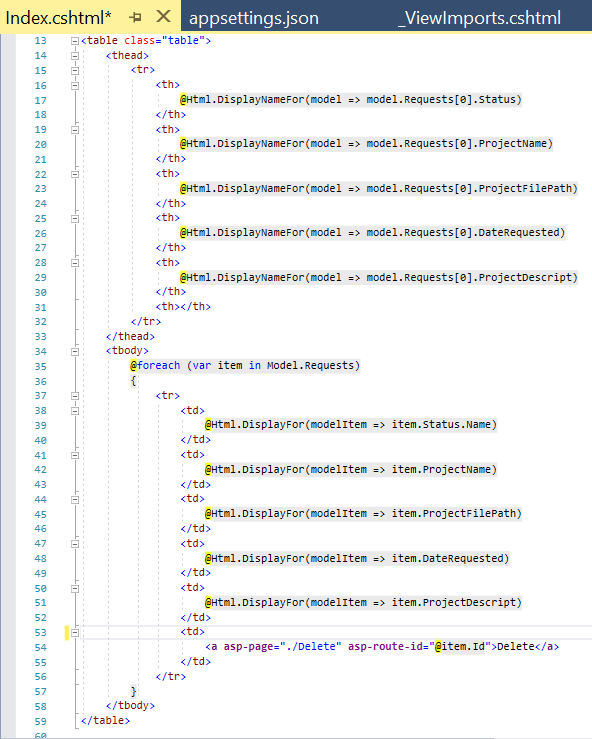 Index.cshtml* appsettings.json _ViewImports.cshtml
13 <table class="table">
14 <thead>
15 <tr>
16 <th>
17 @Html.DisplayNameFor(model => model.Requests[0].Status)
18 </th>
19 <th>
20 @Html.DisplayNameFor(model => model.Requests[0].ProjectName)
21 </th>
22 <th>
23 @Html.DisplayNameFor(model => model.Requests[0].ProjectFilePath)
24 </th>
25 <th>
26 @Html.DisplayNameFor(model => model.Requests[0].DateRequested)
27 </th>
28 <th>
29 @Html.DisplayNameFor(model => model.Requests[0].ProjectDescript)
30 </th>
31 <th></th>
32 </tr>
33 </thead>
34 <tbody>
35 @foreach (var item in Model.Requests)
36 {
37 <tr>
38 <td>
39 @Html.DisplayFor(modelItem => item.Status.Name)
40 </td>
41 <td>
42 @Html.DisplayFor(modelItem => item.ProjectName)
43 </td>
44 <td>
45 @Html.DisplayFor(modelItem => item.ProjectFilePath)
46 </td>
47 <td>
48 @Html.DisplayFor(modelItem => item.DateRequested)
49 </td>
50 <td>
51 @Html.DisplayFor(modelItem => item.ProjectDescript)
52 </td>
53 <td>
54 <a asp-page="./Delete" asp-route-id="@item.Id">Delete</a>
55 </td>
56 </tr>
57 }
58 </tbody>
59 </table>
60